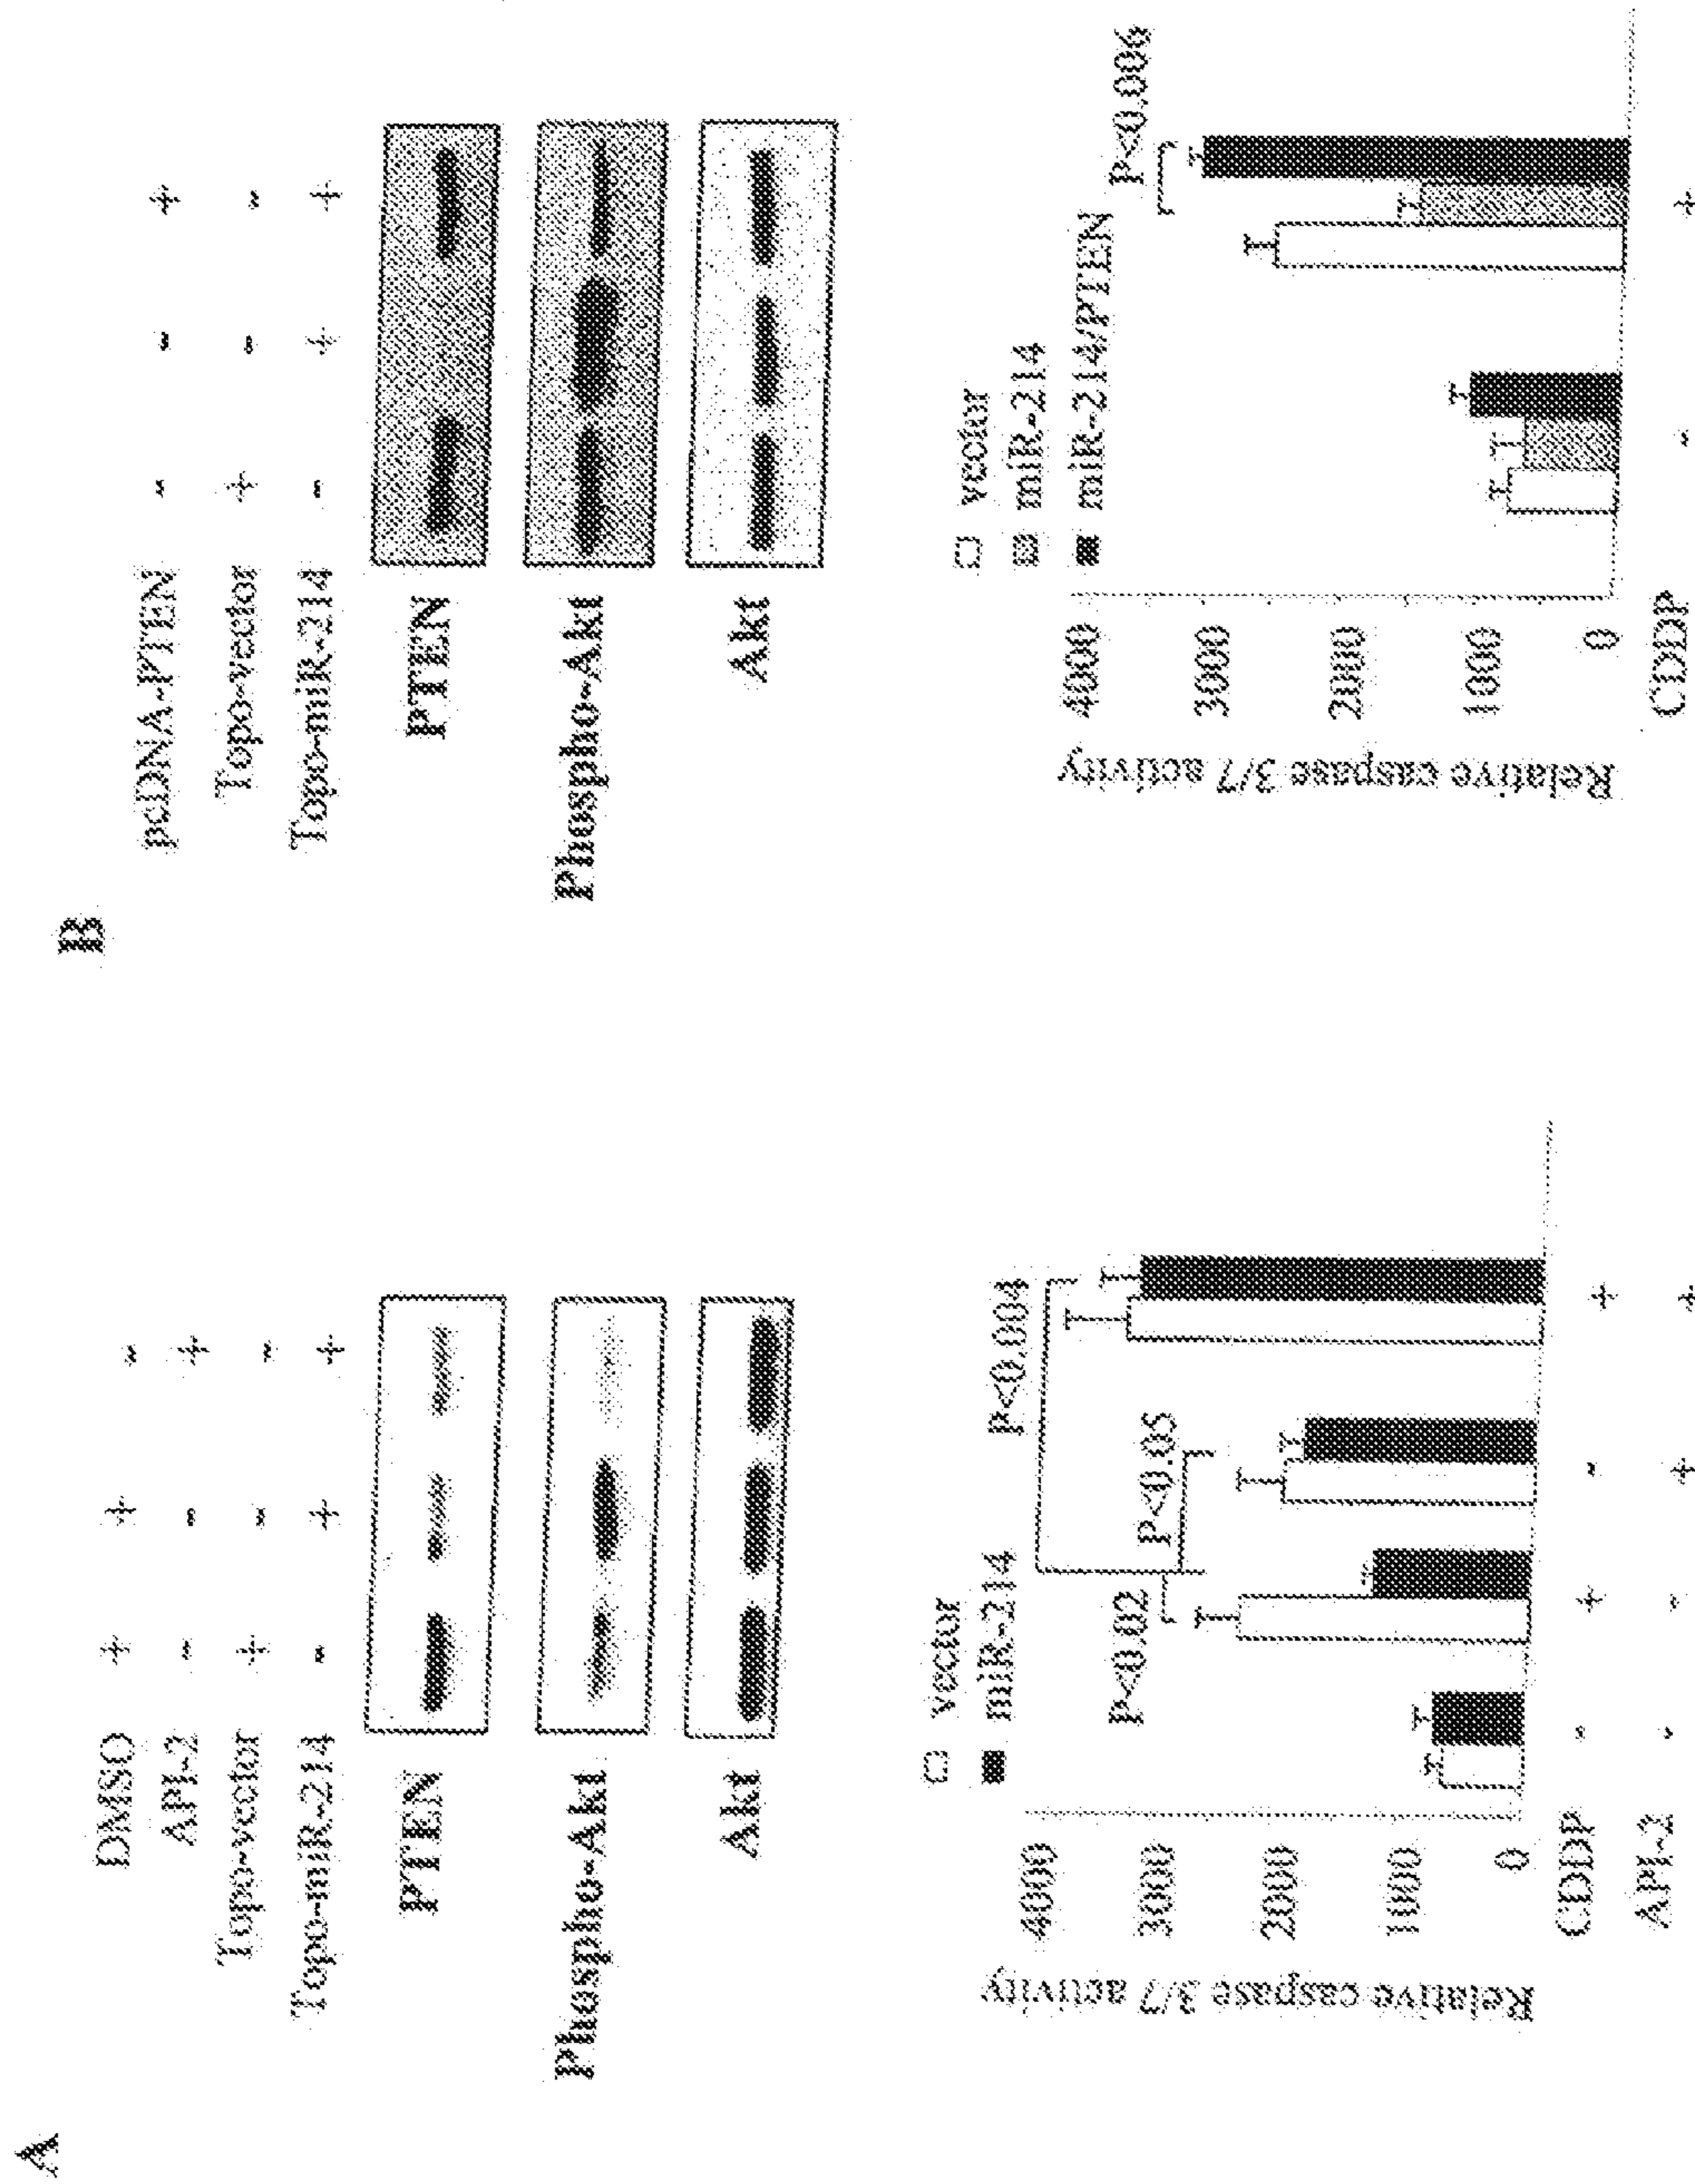 A
DMSO + + -
API-2 - - +
Topo-vector + - -
Topo-miR-214 - + +
PTEN
Phospho-Akt
Akt
vector
miR-214
P<0.02
P<0.05
P<0.004
Relative caspase 3/7 activity
4000
3000
2000
1000
0
CDDP - + - +
API-2 - - + +
B
pcDNA-PTEN - - +
Topo-vector + - -
Topo-miR-214 - + +
PTEN
Phospho-Akt
Akt
vector
miR-214
miR-214/PTEN
P<0.006
Relative caspase 3/7 activity
4000
3000
2000
1000
0
CDDP - +